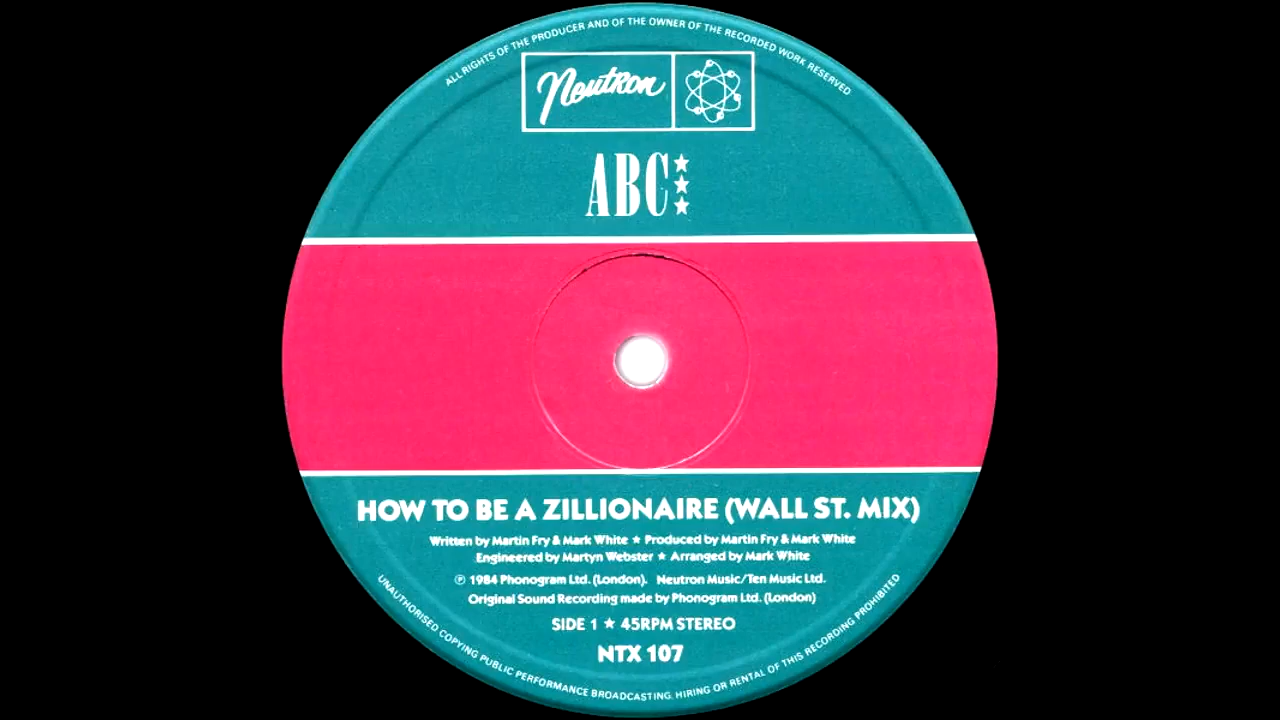 ALL RIGHTS OF THE PRODUCER AND OF THE OWNER OF THE RECORDED WORK RESERVED
Neutron
ABC
HOW TO BE A ZILLIONAIRE (WALL ST. MIX)
Written by Martin Fry & Mark White ★ Produced by Martin Fry & Mark White
Engineered by Martyn Webster ★ Arranged by Mark White
Ⓟ 1984 Phonogram Ltd. (London). Neutron Music/Ten Music Ltd.
Original Sound Recording made by Phonogram Ltd. (London)
SIDE 1 ★ 45RPM STEREO
NTX 107
UNAUTHORISED COPYING PUBLIC PERFORMANCE BROADCASTING. HIRING OR RENTAL OF THIS RECORDING PROHIBITED